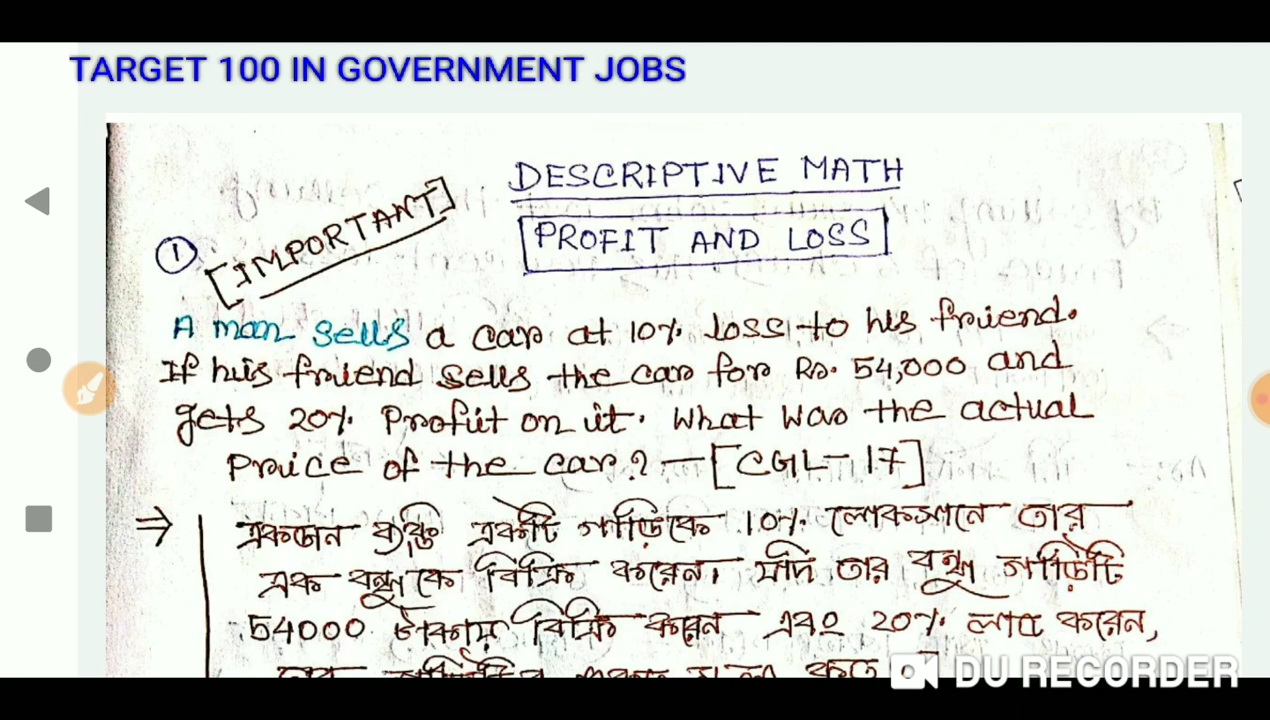 TARGET 100 IN GOVERNMENT JOBS
DESCRIPTIVE MATH
① [IMPORTANT]
PROFIT AND LOSS
A man sells a car at 10% loss to his friend.
If his friend sells the car for Rs. 54,000 and
gets 20% Profit on it. What was the actual
Price of the car? — [CGL - 17]
⇒ একজন ব্যক্তি একটি গাড়িকে 10% লোকসানে তার
এক বন্ধুকে বিক্রি করেন। যদি তার বন্ধু গাড়িটি
54000 টাকায় বিক্রি করেন এবং 20% লাভ করেন,
DU RECORDER